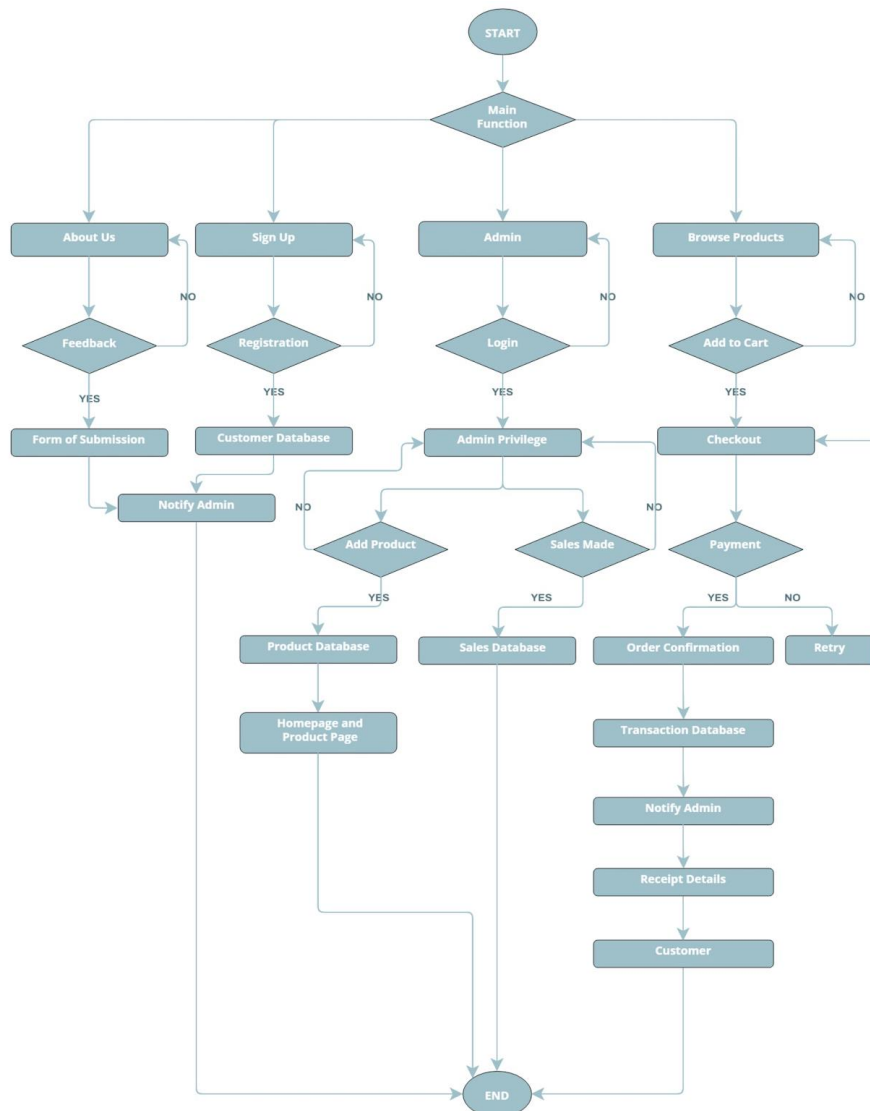 START
Main
Function
About Us
Sign Up
Admin
Browse Products
NO
NO
NO
NO
Feedback
Registration
Login
Add to Cart
YES
YES
YES
YES
Form of Submission
Customer Database
Admin Privilege
Checkout
Notify Admin
NO
NO
Add Product
Sales Made
Payment
YES
YES
YES
NO
Product Database
Sales Database
Order Confirmation
Retry
Homepage and
Product Page
Transaction Database
Notify Admin
Receipt Details
Customer
END